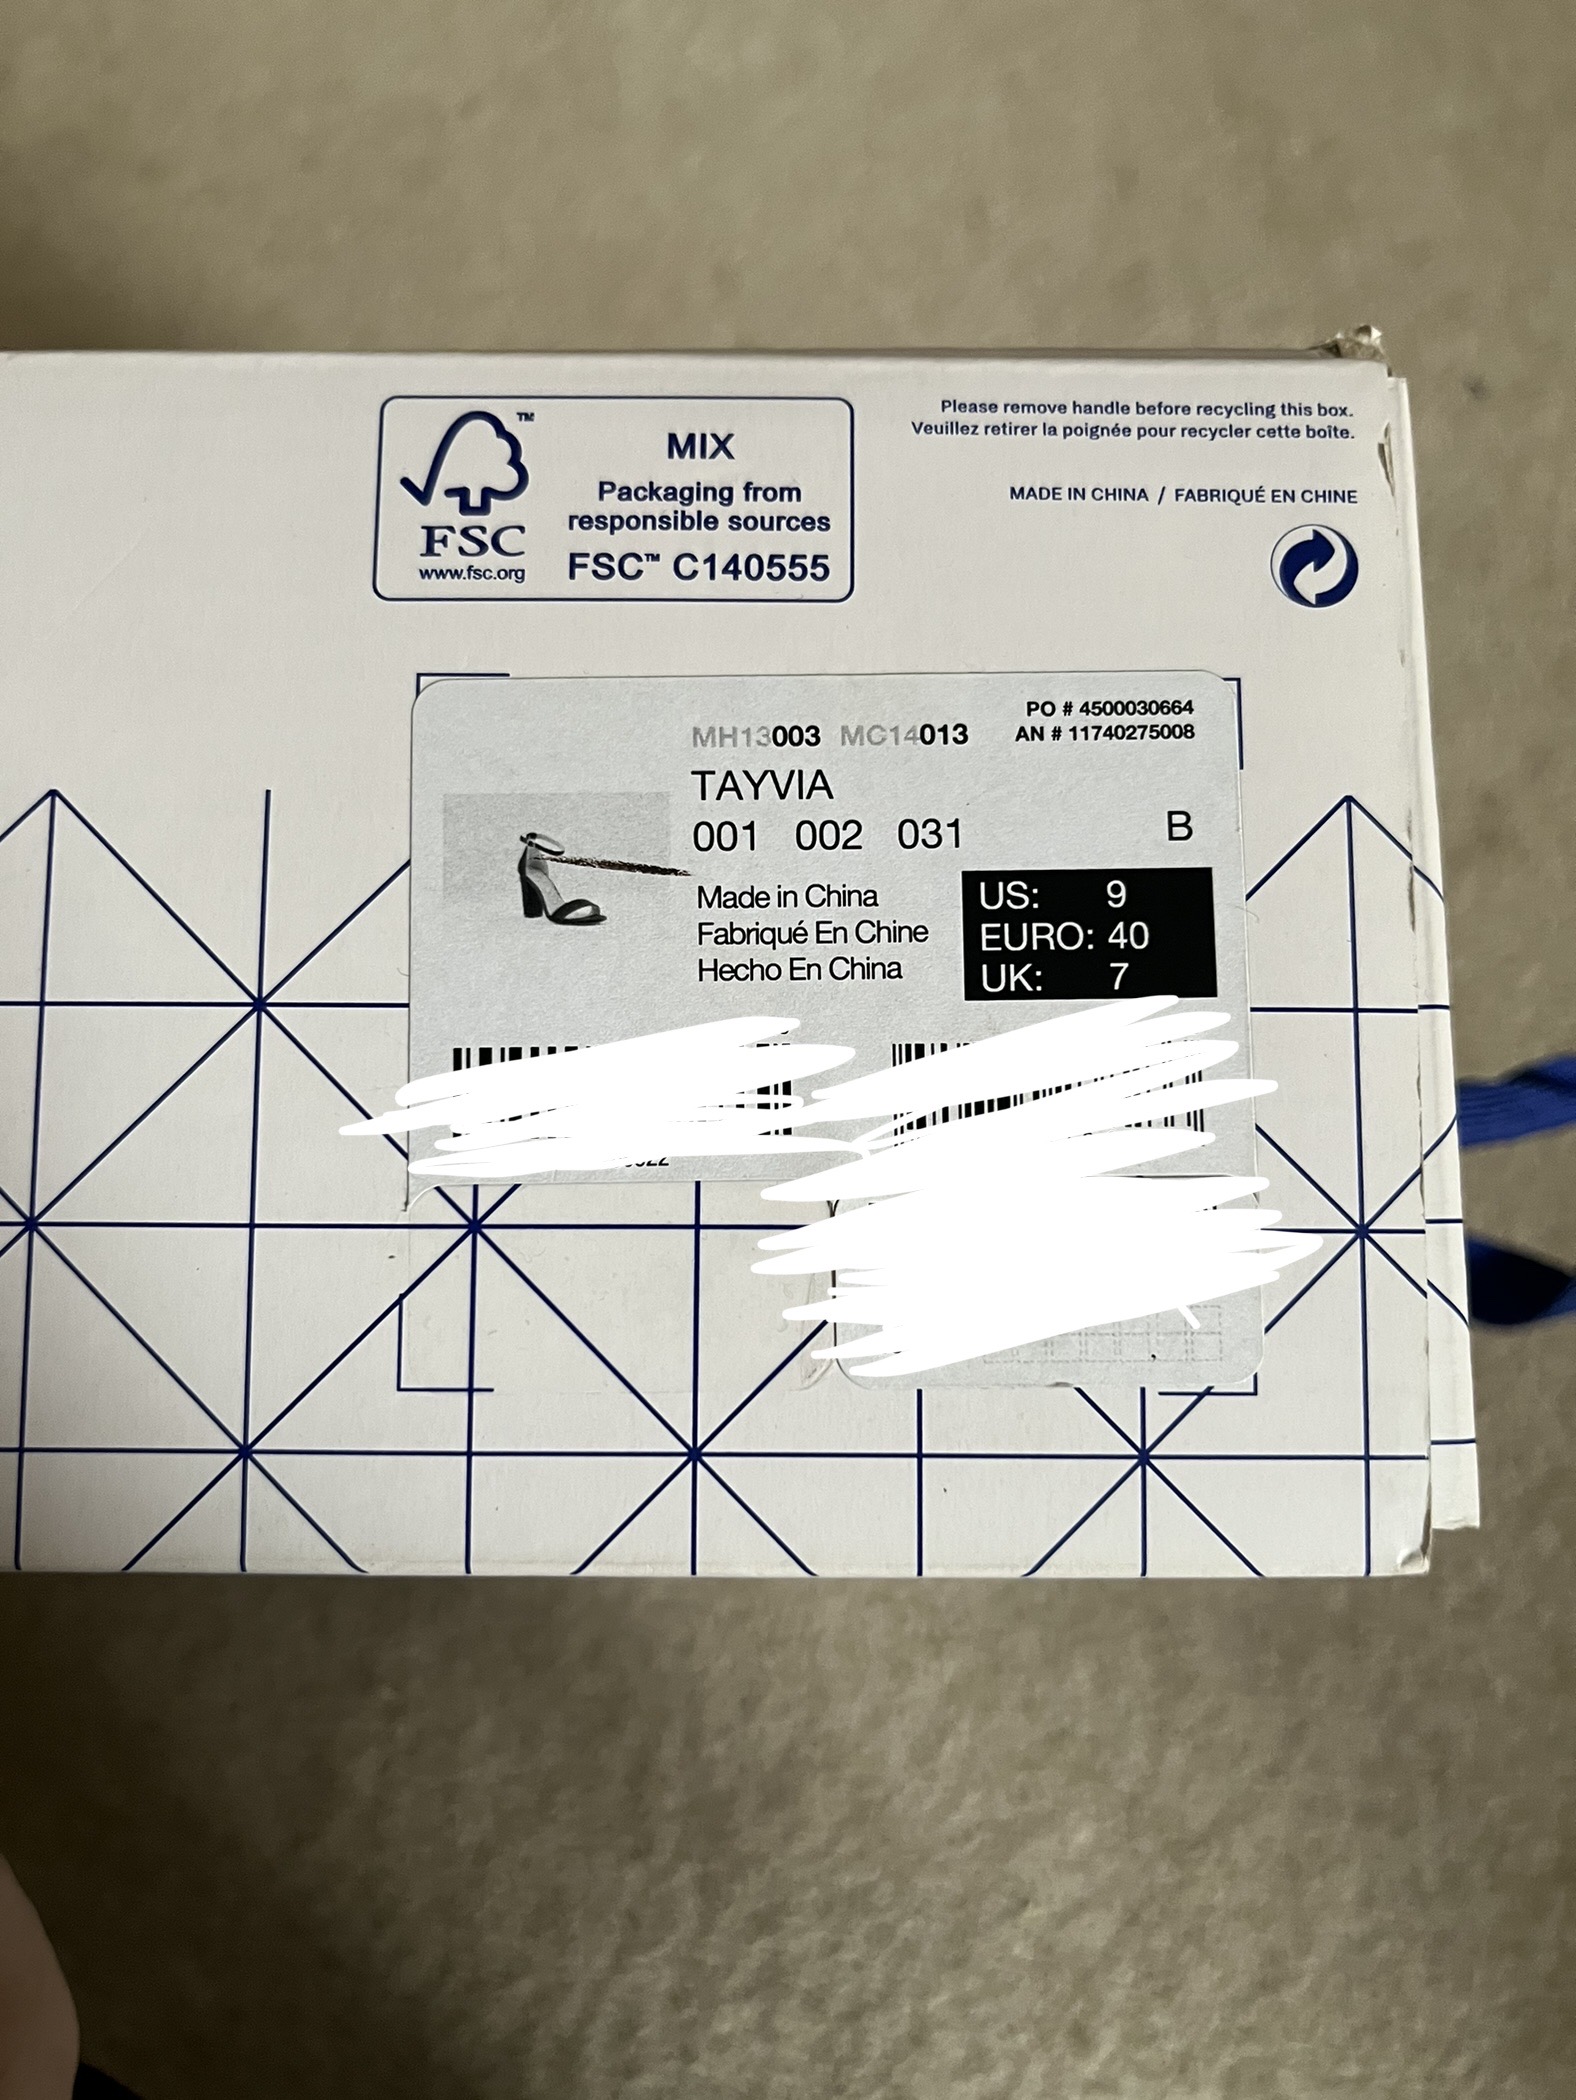 TM
MIX
Packaging from
responsible sources
FSC
www.fsc.org
FSC™ C140555
Please remove handle before recycling this box.
Veuillez retirer la poignée pour recycler cette boîte.
MADE IN CHINA / FABRIQUÉ EN CHINE
PO # 4500030664
MH13003 MC14013
AN # 11740275008
TAYVIA
001 002 031
B
Made in China
Fabriqué En Chine
Hecho En China
US: 9
EURO: 40
UK: 7